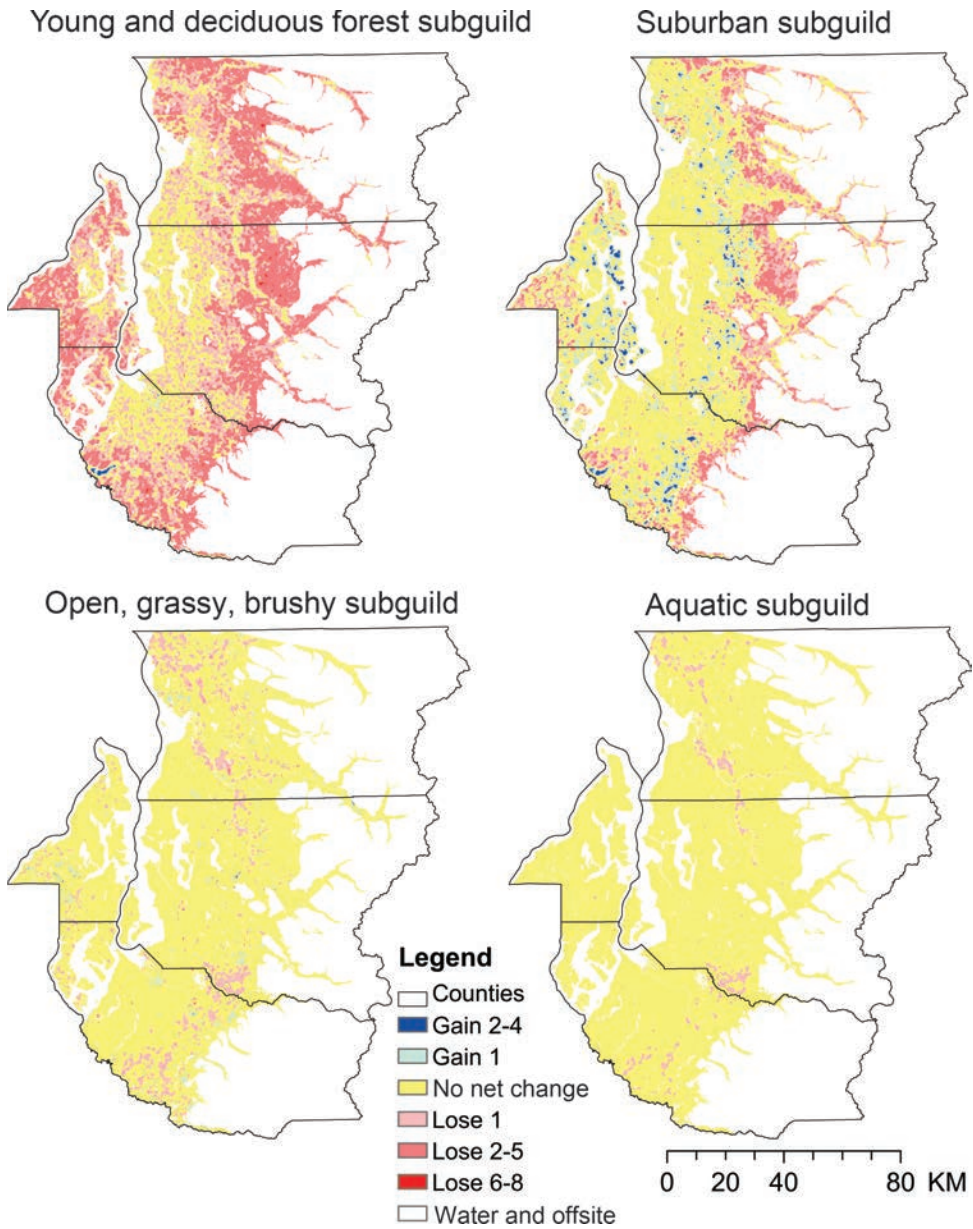 Young and deciduous forest subguild
Suburban subguild
Open, grassy, brushy subguild
Aquatic subguild
Legend
Counties
Gain 2-4
Gain 1
No net change
Lose 1
Lose 2-5
Lose 6-8
Water and offsite
0 20 40 80 KM